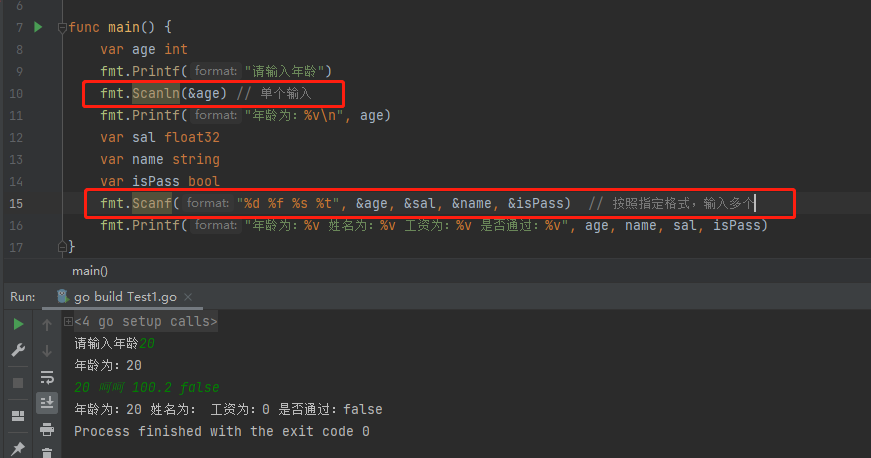 6
7 func main() {
8 var age int
9 fmt.Printf( format: "请输入年龄")
10 fmt.Scanln(&age) // 单个输入
11 fmt.Printf( format: "年龄为：%v\n", age)
12 var sal float32
13 var name string
14 var isPass bool
15 fmt.Scanf( format: "%d %f %s %t", &age, &sal, &name, &isPass) // 按照指定格式，输入多个
16 fmt.Printf( format: "年龄为：%v 姓名为：%v 工资为：%v 是否通过：%v", age, name, sal, isPass)
17 }
main()
Run: go build Test1.go
<4 go setup calls>
请输入年龄20
年龄为：20
20 呵呵 100.2 false
年龄为：20 姓名为： 工资为：0 是否通过：false
Process finished with the exit code 0